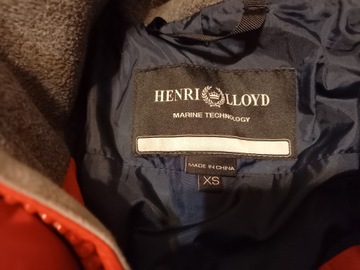 HENRI LLOYD
MARINE TECHNOLOGY
MADE IN CHINA
XS